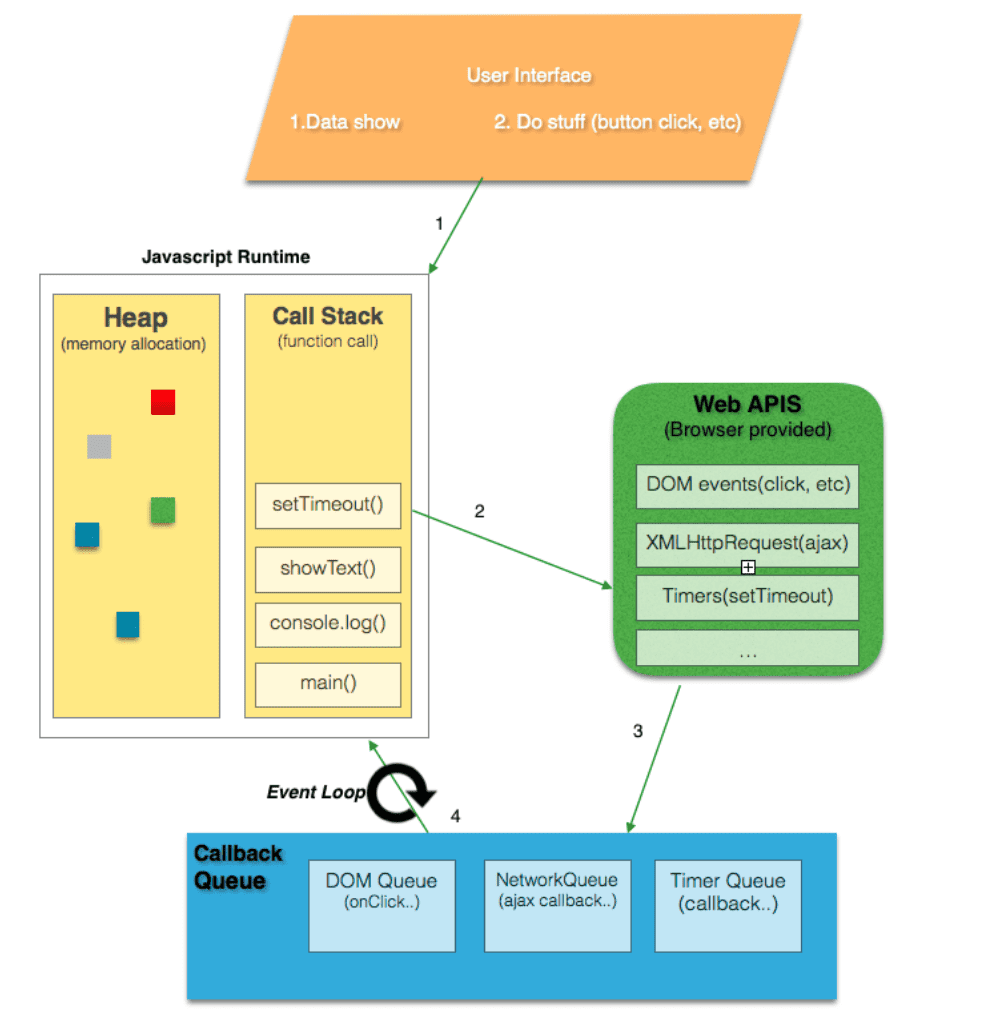 User Interface
1.Data show
2. Do stuff (button click, etc)
1
Javascript Runtime
Heap
(memory allocation)
Call Stack
(function call)
setTimeout()
showText()
console.log()
main()
2
Web APIS
(Browser provided)
DOM events(click, etc)
XMLHttpRequest(ajax)
Timers(setTimeout)
...
3
Event Loop
4
Callback
Queue
DOM Queue
(onClick..)
NetworkQueue
(ajax callback..)
Timer Queue
(callback..)